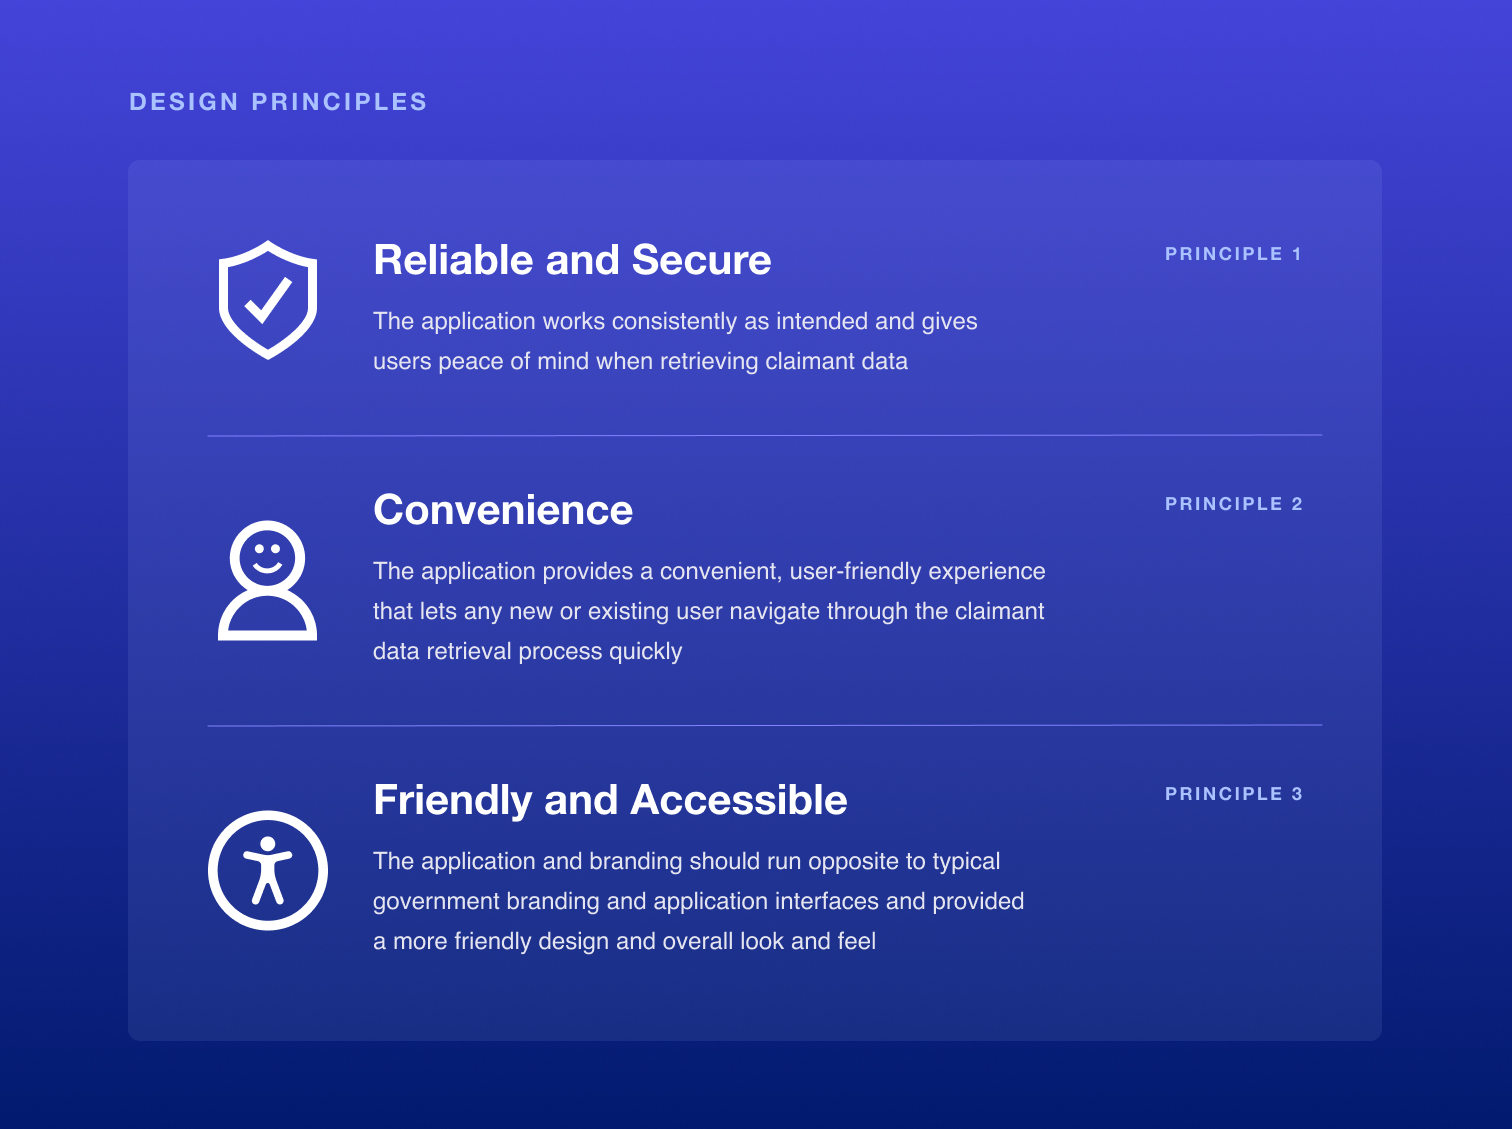 DESIGN PRINCIPLES
Reliable and Secure
PRINCIPLE 1
The application works consistently as intended and gives
users peace of mind when retrieving claimant data
Convenience
PRINCIPLE 2
The application provides a convenient, user-friendly experience
that lets any new or existing user navigate through the claimant
data retrieval process quickly
Friendly and Accessible
PRINCIPLE 3
The application and branding should run opposite to typical
government branding and application interfaces and provided
a more friendly design and overall look and feel